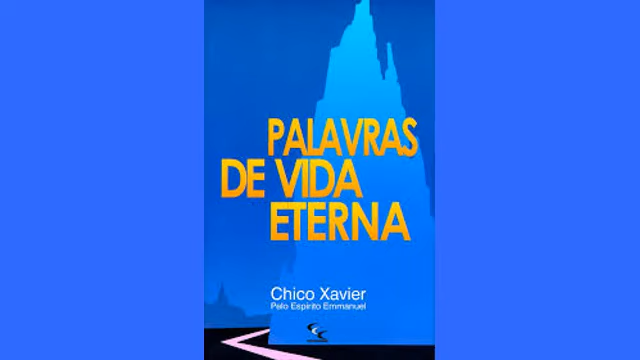 PALAVRAS
DE VIDA
ETERNA
Chico Xavier
Pelo Espírito Emmanuel